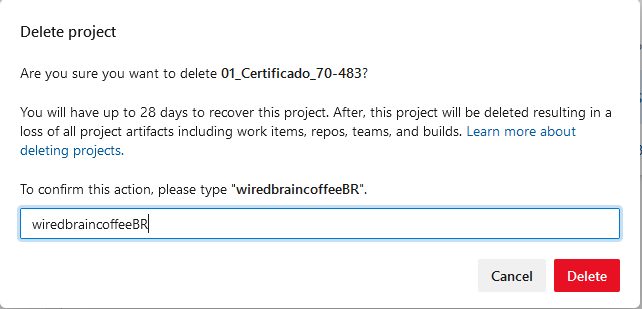 Delete project
Are you sure you want to delete 01_Certificado_70-483?
You will have up to 28 days to recover this project. After, this project will be deleted resulting in a
loss of all project artifacts including work items, repos, teams, and builds. Learn more about
deleting projects.
To confirm this action, please type "wiredbraincoffeeBR".
wiredbraincoffeeBR
Cancel
Delete